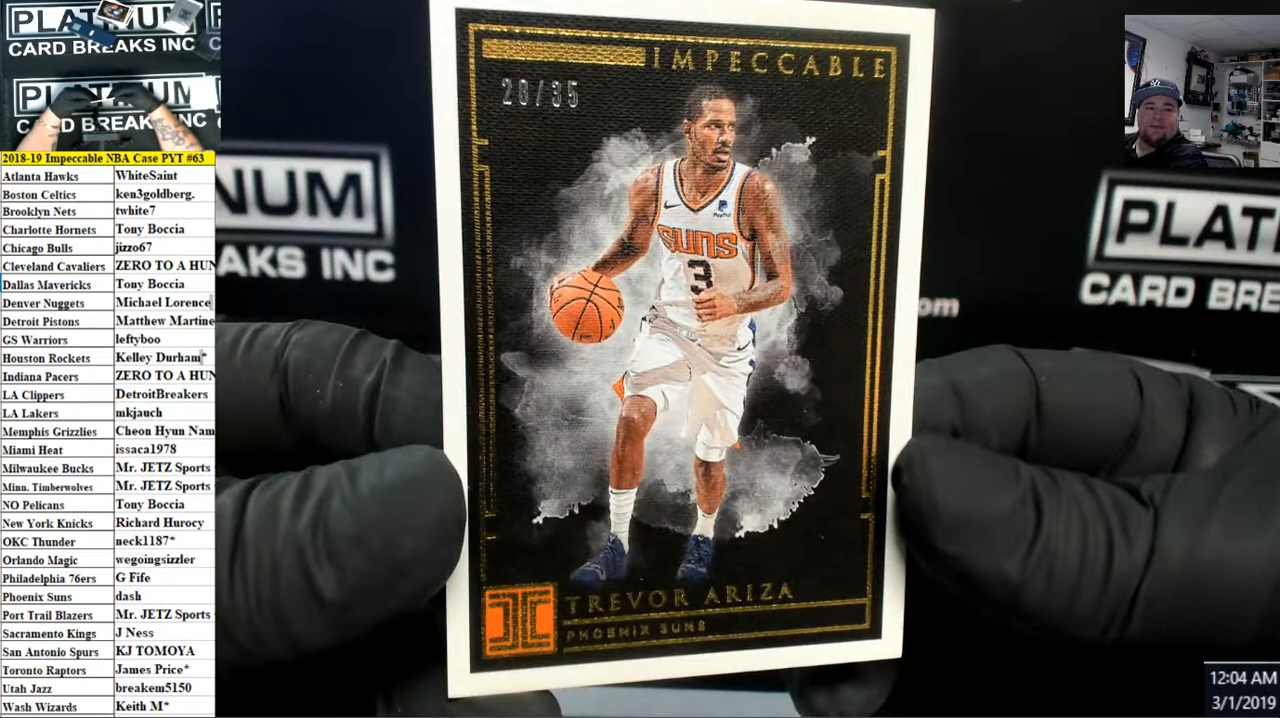 PLATINUM
CARD BREAKS INC
PLATINUM
CARD BREAKS INC
2018-19 Impeccable NBA Case PYT #63
Atlanta Hawks WhiteSaint
Boston Celtics ken3goldberg.
Brooklyn Nets twhite7
Charlotte Hornets Tony Boccia
Chicago Bulls jizzo67
Cleveland Cavaliers ZERO TO A HUN
Dallas Mavericks Tony Boccia
Denver Nuggets Michael Lorence
Detroit Pistons Matthew Martine
GS Warriors leftyboo
Houston Rockets Kelley Durham*
Indiana Pacers ZERO TO A HUN
LA Clippers DetroitBreakers
LA Lakers mkjauch
Memphis Grizzlies Cheon Hyun Nam
Miami Heat issaca1978
Milwaukee Bucks Mr. JETZ Sports
Minn. Timberwolves Mr. JETZ Sports
NO Pelicans Tony Boccia
New York Knicks Richard Hurocy
OKC Thunder neck1187*
Orlando Magic wegoingsizzler
Philadelphia 76ers G Fife
Phoenix Suns dash
Port Trail Blazers Mr. JETZ Sports
Sacramento Kings J Ness
San Antonio Spurs KJ TOMOYA
Toronto Raptors James Price*
Utah Jazz breakem5150
Wash Wizards Keith M*
NUM
AKS INC
om
IMPECCABLE
28/35
PayPal
SUNS
3
TREVOR ARIZA
PHOENIX SUNS
PLAT
CARD BR
12:04 AM
3/1/2019